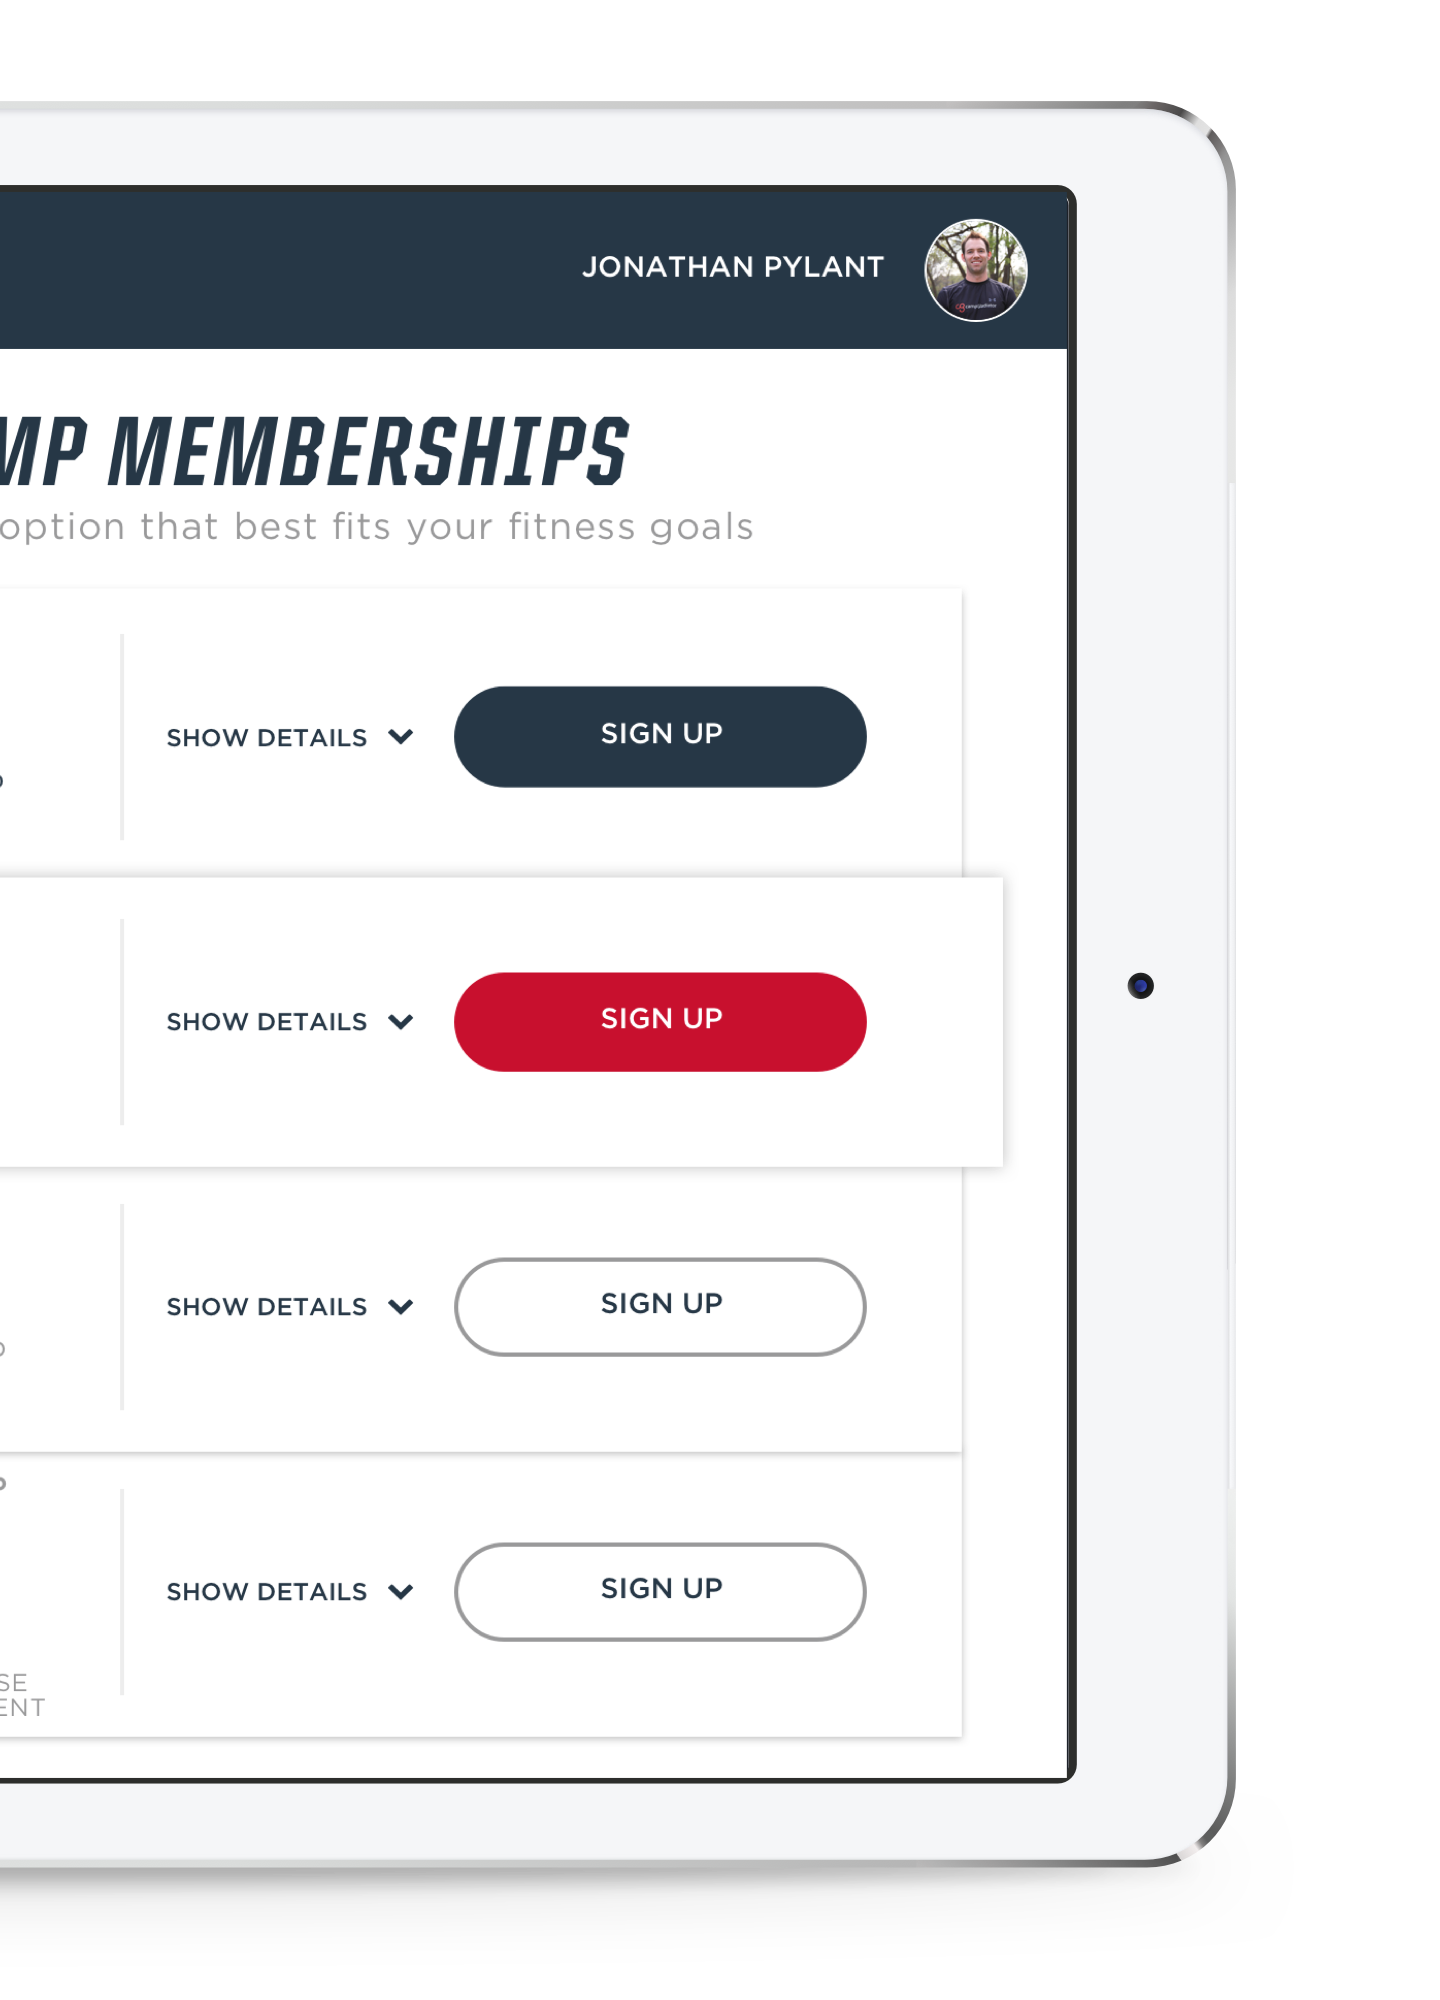 JONATHAN PYLANT
MP MEMBERSHIPS
option that best fits your fitness goals
SHOW DETAILS
SIGN UP
SHOW DETAILS
SIGN UP
SHOW DETAILS
SIGN UP
P
SHOW DETAILS
SIGN UP
SE
ENT